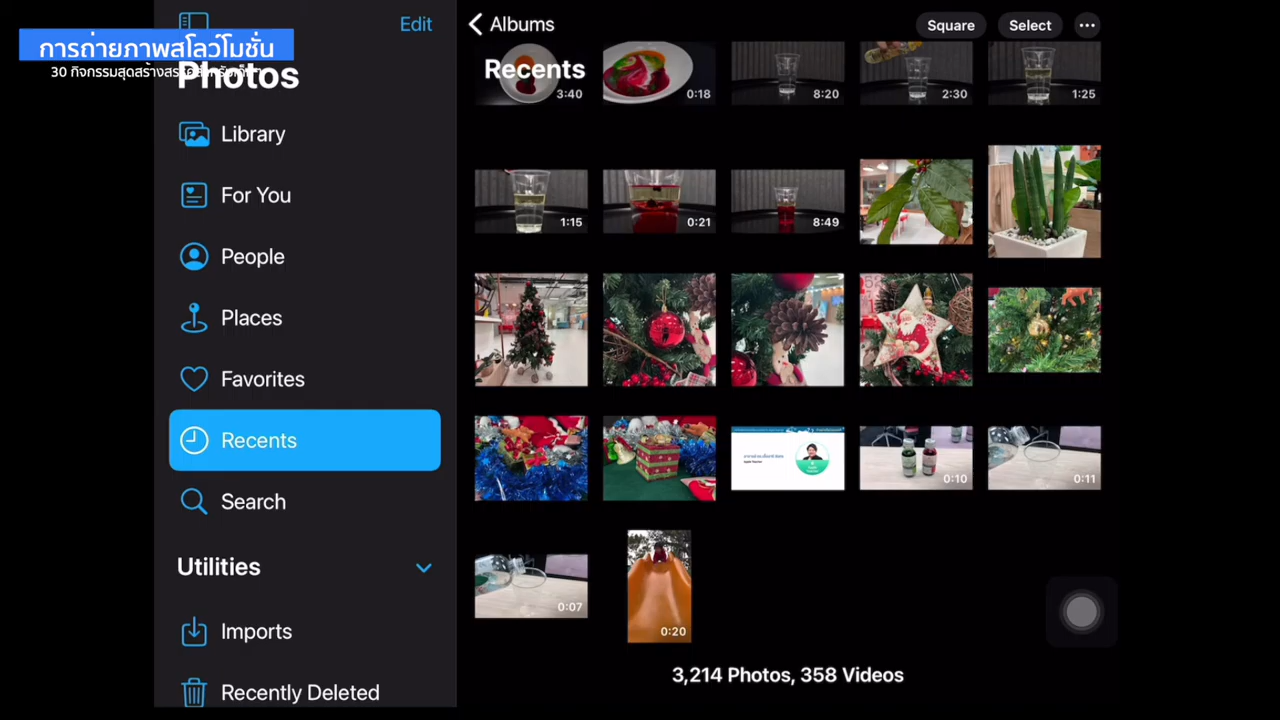 การถ่ายภาพสโลว์โมชั่น
30 กิจกรรมสุดสร้างสรรค์
Photos
Edit
Library
For You
People
Places
Favorites
Recents
Search
Utilities
Imports
Recently Deleted
Albums
Square
Select
Recents
3:40
0:18
8:20
2:30
1:25
1:15
0:21
8:49
0:10
0:11
0:07
0:20
3,214 Photos, 358 Videos